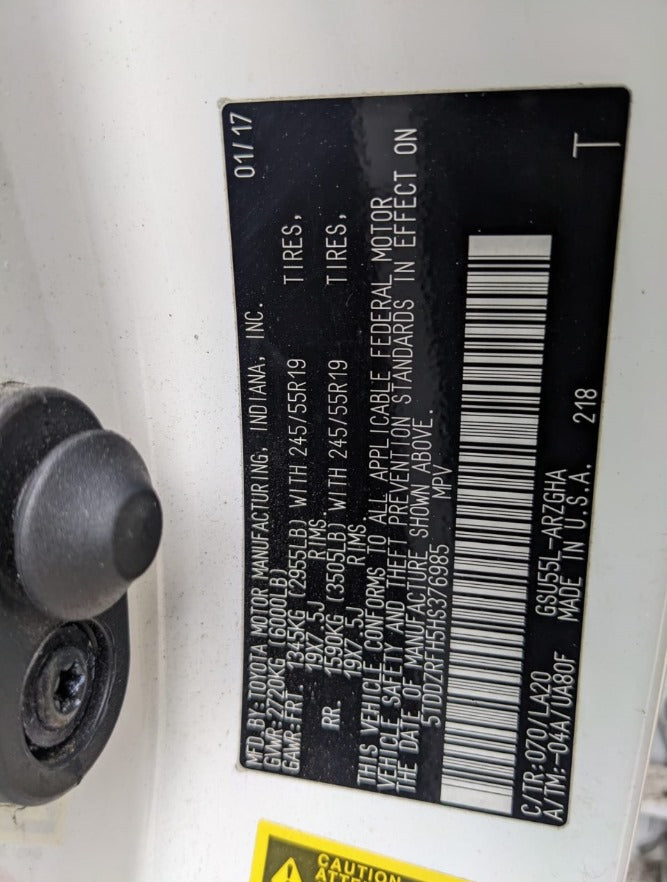 MFD.BY:TOYOTA MOTOR MANUFACTURING, INDIANA, INC. 01/17
GVWR:2720KG (6000LB)
GAWR:FRT. 1345KG (2955LB) WITH 245/55R19 TIRES,
19X7.5J RIMS
RR. 1590KG (3505LB) WITH 245/55R19 TIRES,
19X7.5J RIMS
THIS VEHICLE CONFORMS TO ALL APPLICABLE FEDERAL MOTOR
VEHICLE SAFETY AND THEFT PREVENTION STANDARDS IN EFFECT ON
THE DATE OF MANUFACTURE SHOWN ABOVE.
5TDDZRFH5HS376985 MPV
C/TR:070/LA20 GSU55L-ARZGHA T
A/TM:-04A/UA80F MADE IN U.S.A. 218
CAUTION